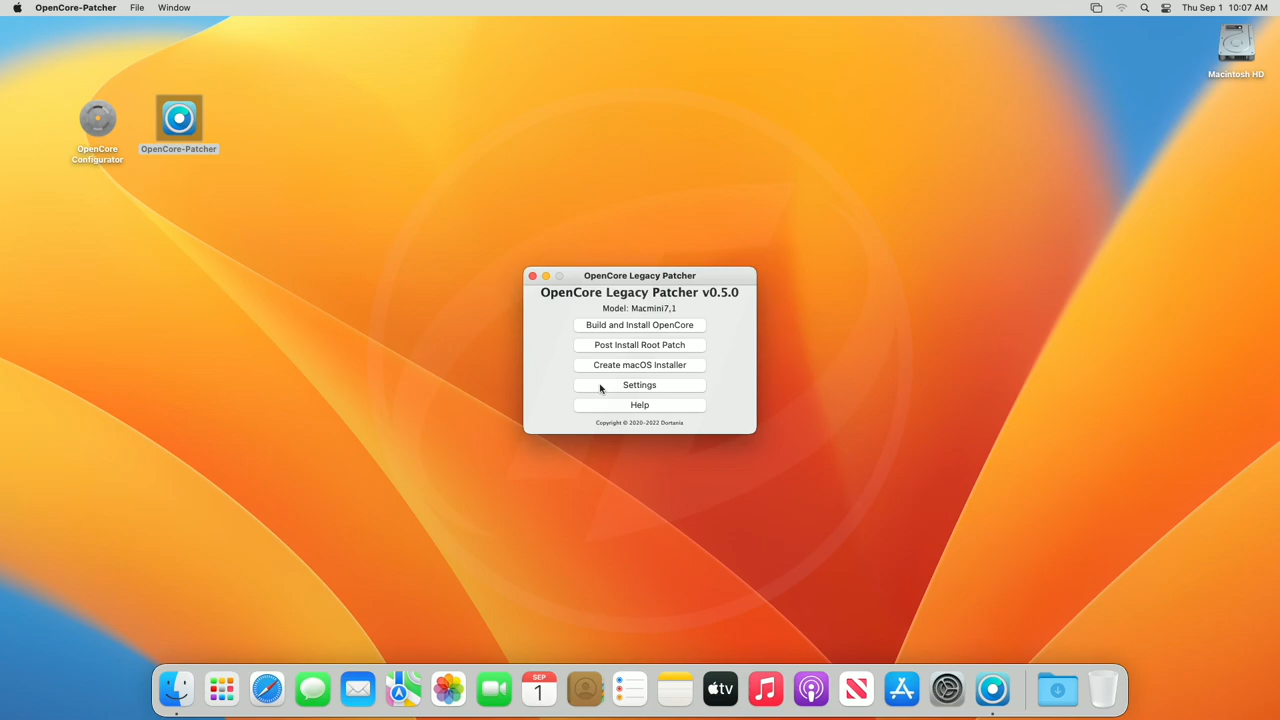 OpenCore-Patcher File Window
Thu Sep 1 10:07 AM
Macintosh HD
OpenCore
Configurator
OpenCore-Patcher
OpenCore Legacy Patcher
OpenCore Legacy Patcher v0.5.0
Model: Macmini7,1
Build and Install OpenCore
Post Install Root Patch
Create macOS Installer
Settings
Help
Copyright © 2020-2022 Dortania
SEP
1
tv